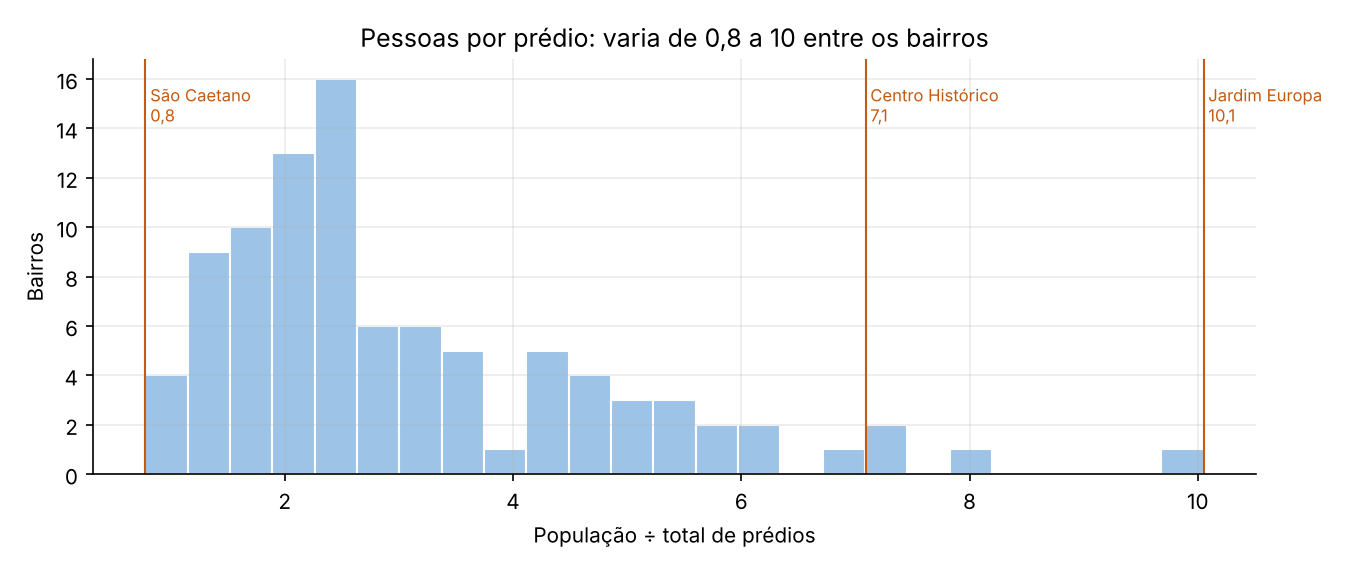 Pessoas por prédio: varia de 0,8 a 10 entre os bairros
São Caetano
0,8
Centro Histórico
7,1
Jardim Europa
10,1
Bairros
16
14
12
10
8
6
4
2
0
2
4
6
8
10
População ÷ total de prédios